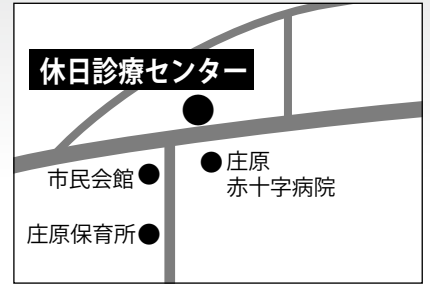 休日診療センター
市民会館
庄原
赤十字病院
庄原保育所